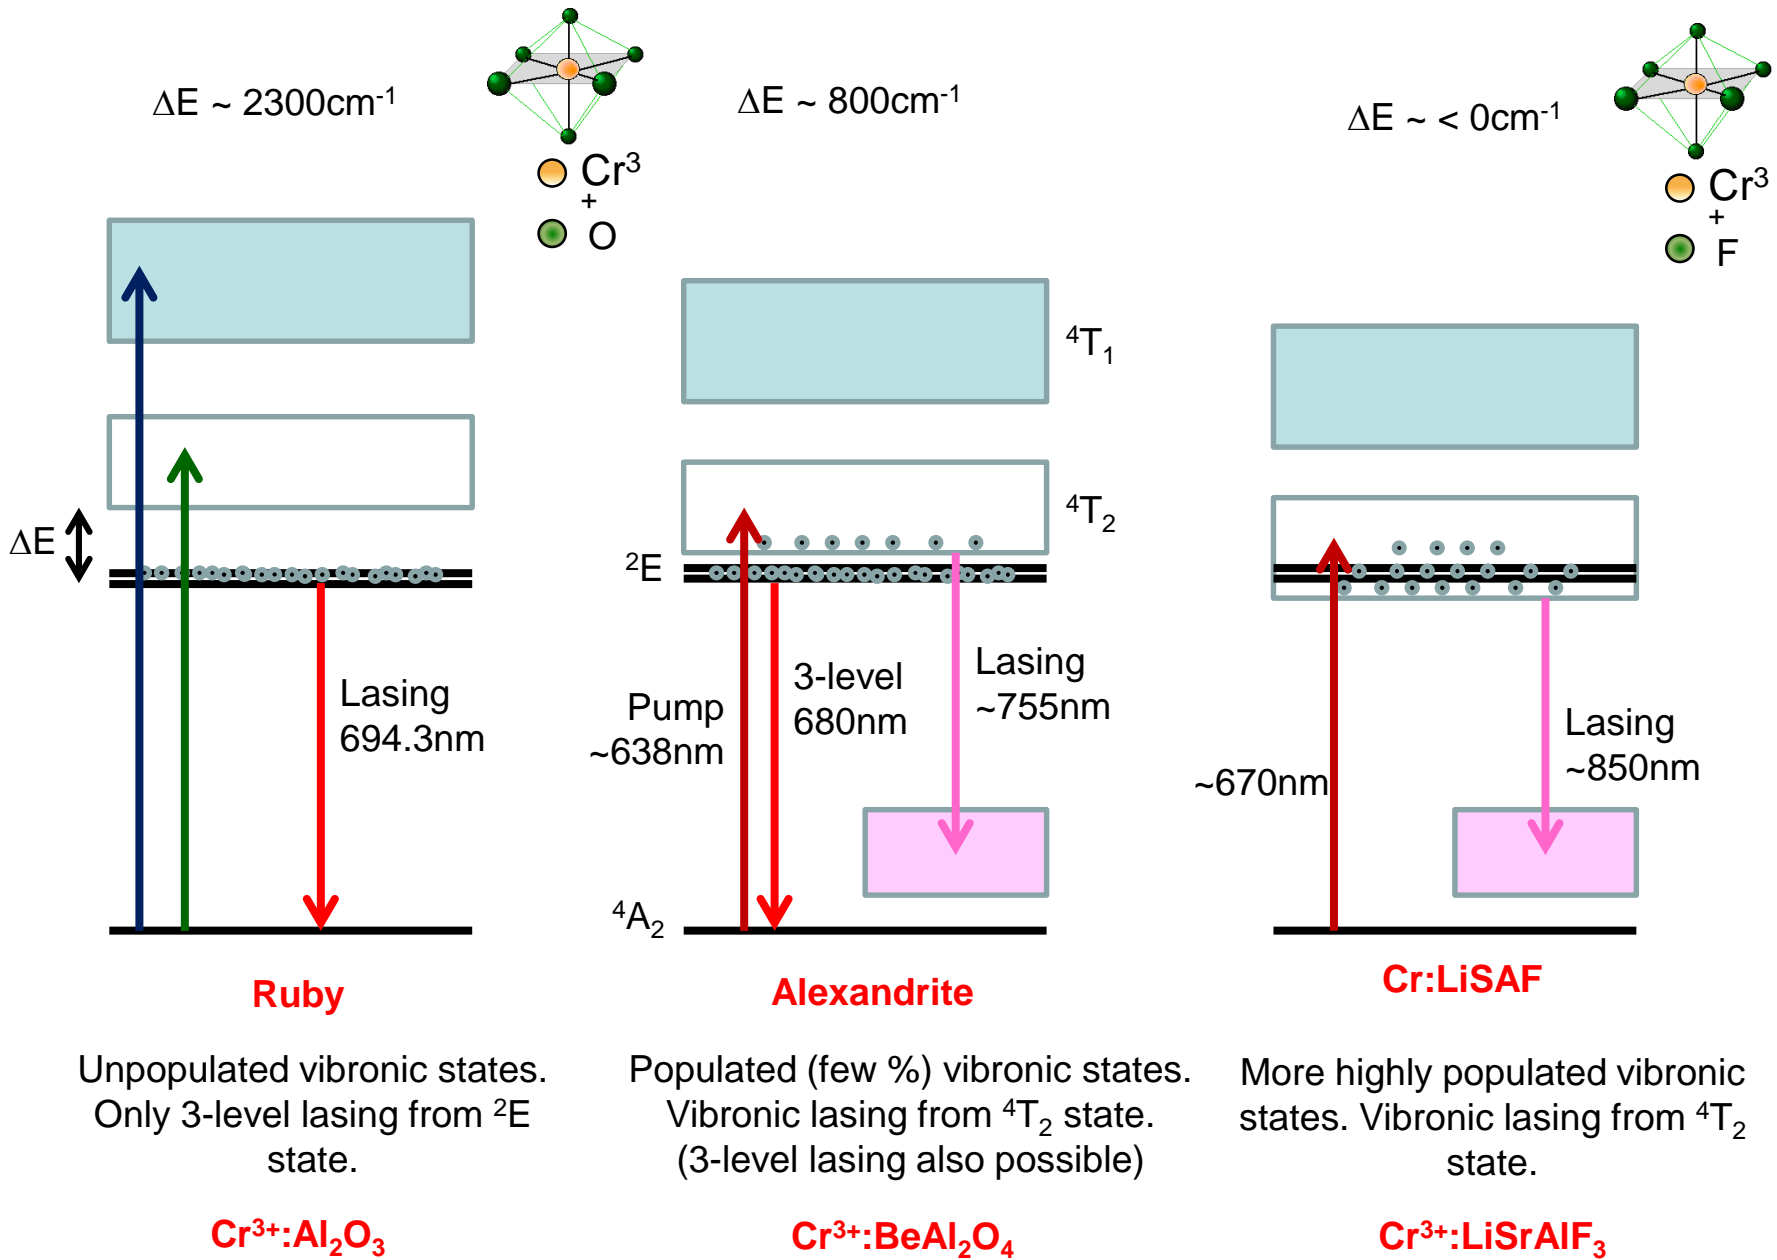 ΔE ~ 2300cm⁻¹
Cr³
+
O
ΔE ~ 800cm⁻¹
ΔE ~ < 0cm⁻¹
Cr³
+
F
ΔE
Lasing
694.3nm
⁴T₁
⁴T₂
²E
⁴A₂
Pump
~638nm
3-level
680nm
Lasing
~755nm
~670nm
Lasing
~850nm
Ruby
Unpopulated vibronic states.
Only 3-level lasing from ²E
state.
Cr³⁺:Al₂O₃
Alexandrite
Populated (few %) vibronic states.
Vibronic lasing from ⁴T₂ state.
(3-level lasing also possible)
Cr³⁺:BeAl₂O₄
Cr:LiSAF
More highly populated vibronic
states. Vibronic lasing from ⁴T₂
state.
Cr³⁺:LiSrAlF₃